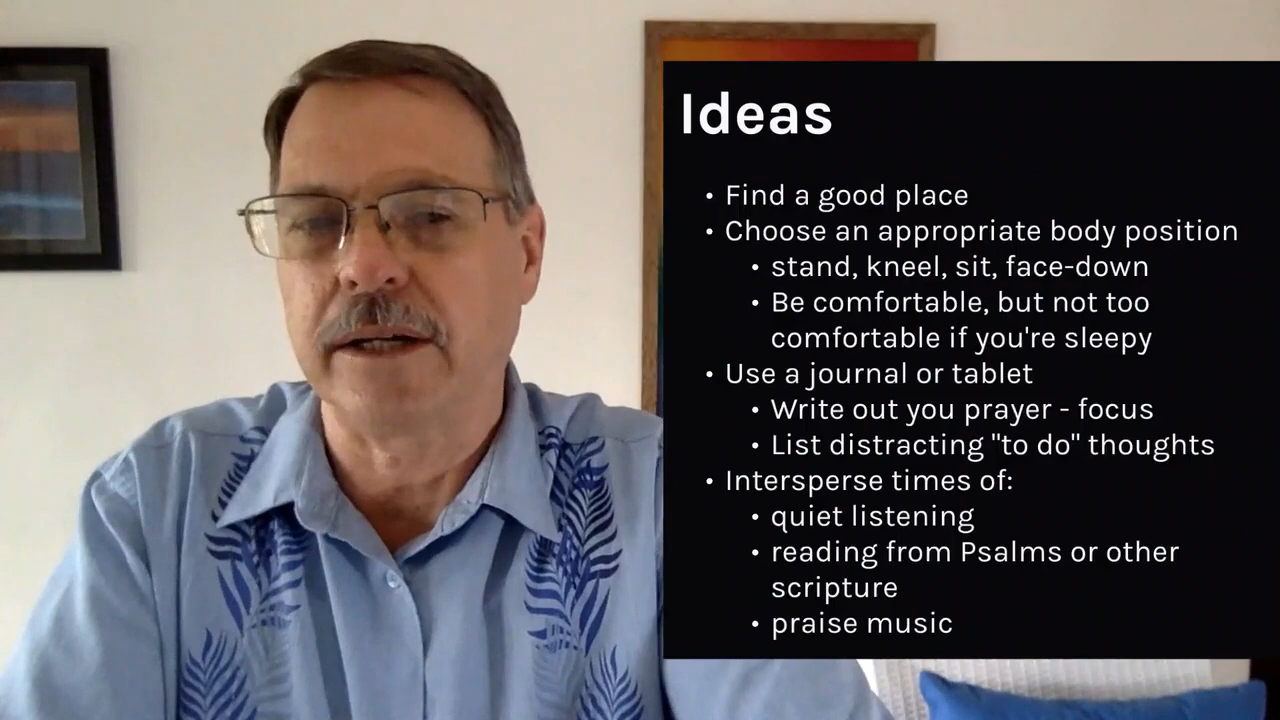 Ideas
• Find a good place
• Choose an appropriate body position
• stand, kneel, sit, face-down
• Be comfortable, but not too
comfortable if you're sleepy
• Use a journal or tablet
• Write out you prayer - focus
• List distracting "to do" thoughts
• Intersperse times of:
• quiet listening
• reading from Psalms or other
scripture
• praise music